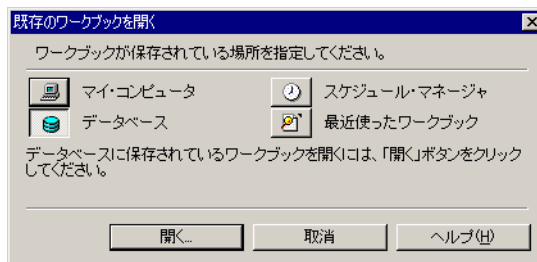 既存のワークブックを開く
ワークブックが保存されている場所を指定してください。
マイ・コンピュータ
スケジュール・マネージャ
データベース
最近使ったワークブック
データベースに保存されているワークブックを開くには、「開く」ボタンをクリック
してください。
開く...
取消
ヘルプ(H)